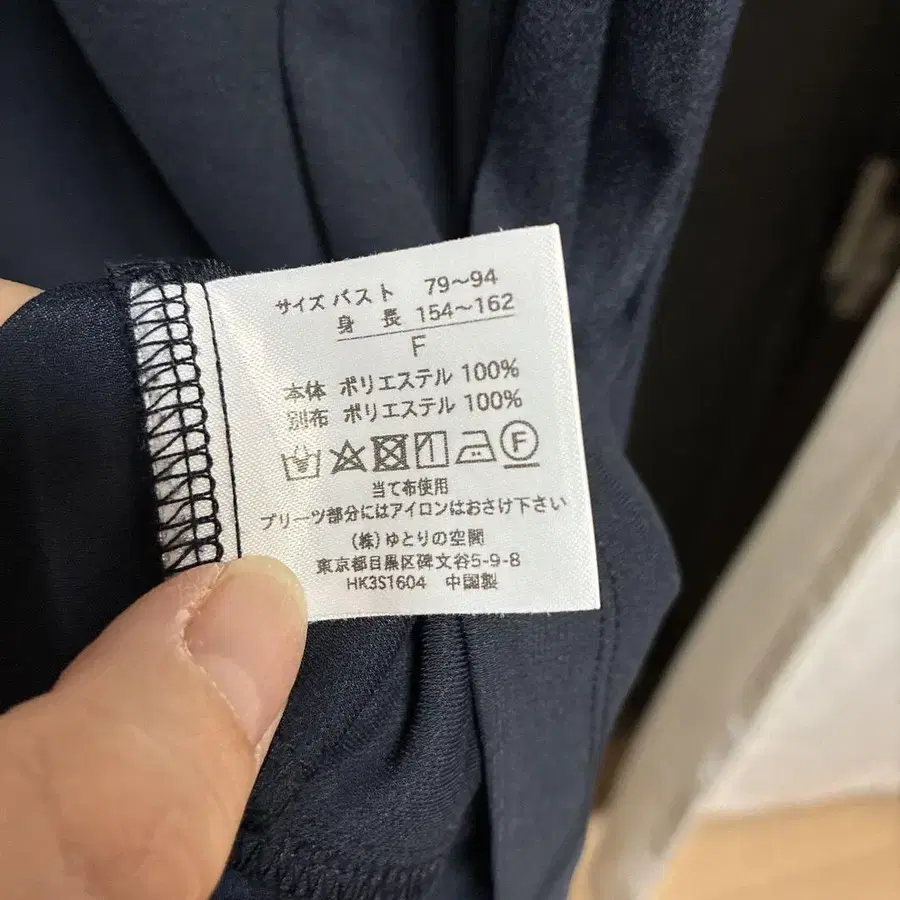 サイズ バスト 79～94
身 長 154～162
F
本体 ポリエステル 100%
別布 ポリエステル 100%
F
当て布使用
プリーツ部分にはアイロンはおさけ下さい
(株)ゆとりの空間
東京都目黒区碑文谷5-9-8
HK3S1604 中国製